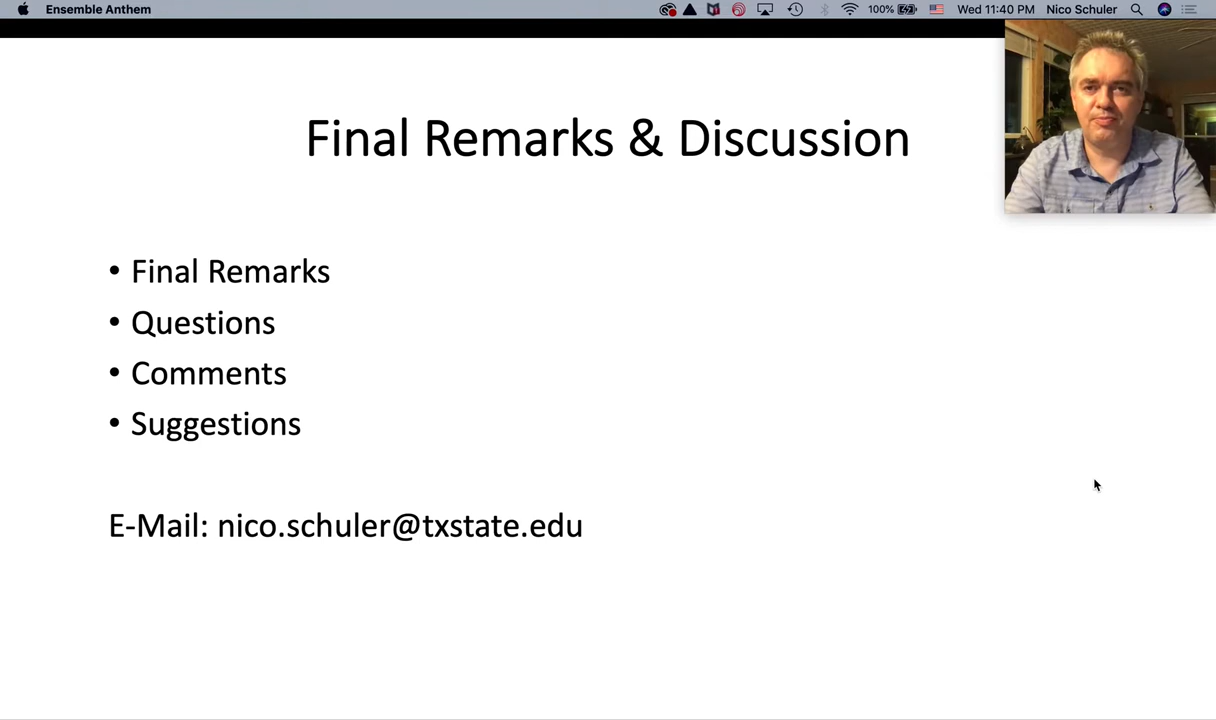 Ensemble Anthem 100% Wed 11:40 PM Nico Schuler
Final Remarks & Discussion
• Final Remarks
• Questions
• Comments
• Suggestions
E-Mail: nico.schuler@txstate.edu